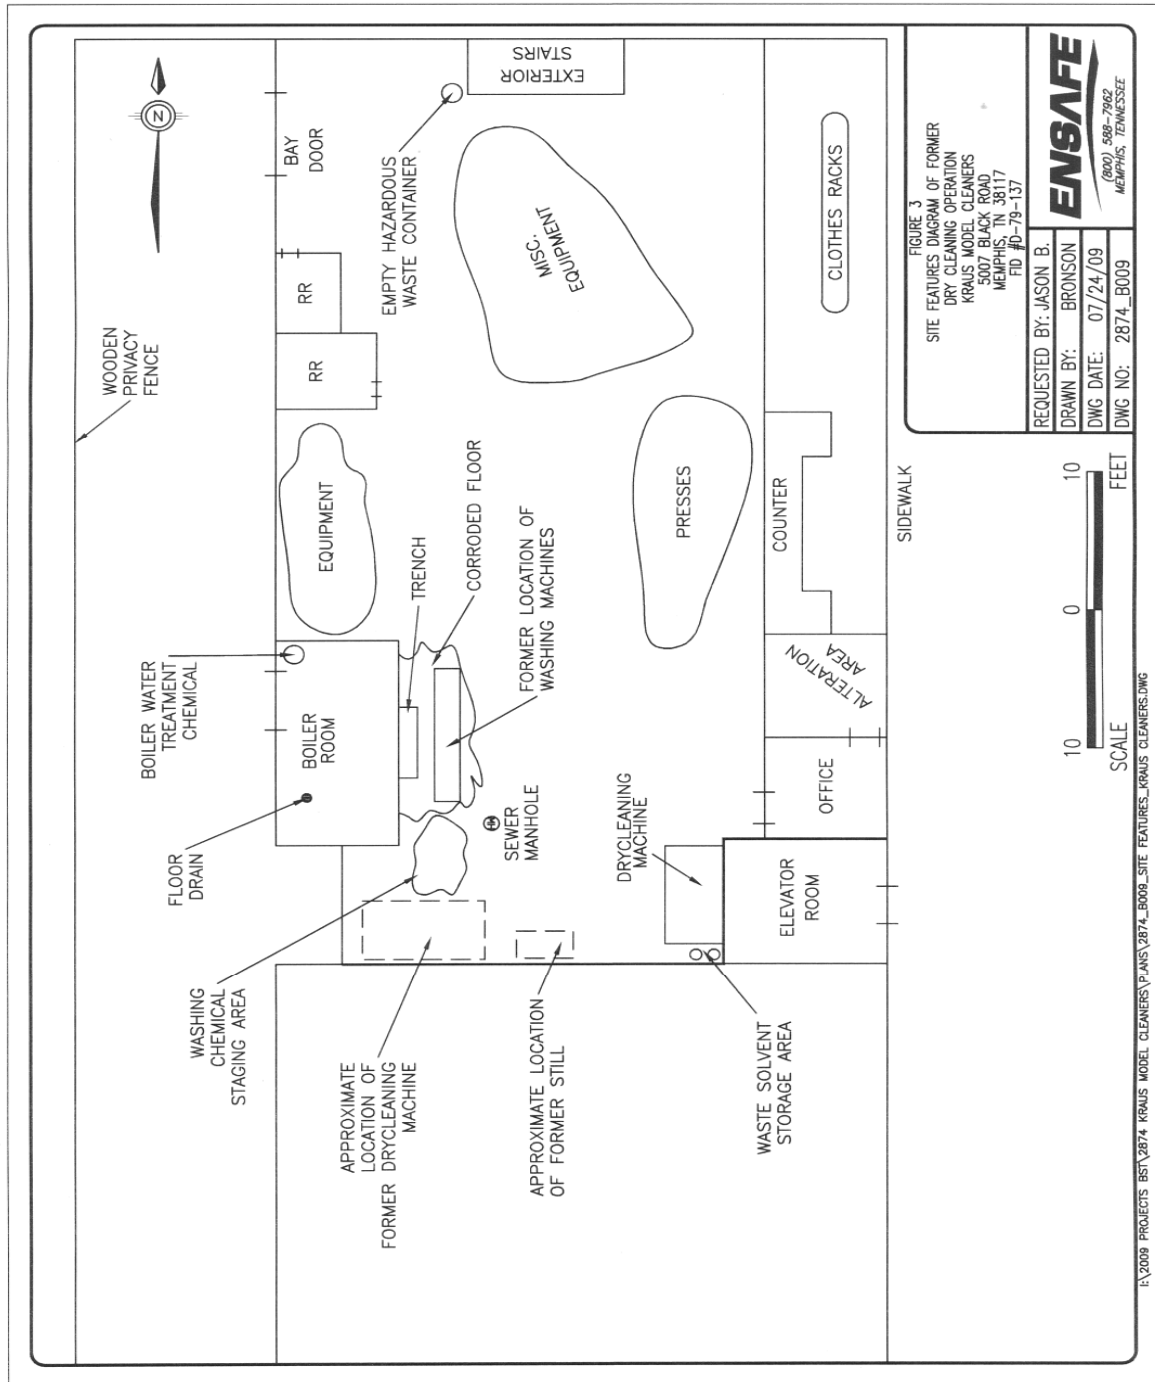 N
WOODEN
PRIVACY
FENCE
BAY
DOOR
RR
RR
EXTERIOR
STAIRS
EMPTY HAZARDOUS
WASTE CONTAINER
MISC.
EQUIPMENT
CLOTHES RACKS
EQUIPMENT
TRENCH
CORRODED FLOOR
FORMER LOCATION OF
WASHING MACHINES
PRESSES
COUNTER
SIDEWALK
BOILER WATER
TREATMENT
CHEMICAL
BOILER
ROOM
FLOOR
DRAIN
SEWER
MANHOLE
ALTERATION
AREA
OFFICE
DRYCLEANING
MACHINE
ELEVATOR
ROOM
WASHING
CHEMICAL
STAGING AREA
APPROXIMATE
LOCATION OF
FORMER DRYCLEANING
MACHINE
APPROXIMATE LOCATION
OF FORMER STILL
WASTE SOLVENT
STORAGE AREA
10 0 10
SCALE FEET
FIGURE 3
SITE FEATURES DIAGRAM OF FORMER
DRY CLEANING OPERATION
KRAUS MODEL CLEANERS
5007 BLACK ROAD
MEMPHIS, TN 38117
FID #D-79-137
REQUESTED BY: JASON B.
DRAWN BY: BRONSON
DWG DATE: 07/24/09
DWG NO: 2874_B009
ENSAFE
(800) 588-7962
MEMPHIS, TENNESSEE
I:\2009 PROJECTS BST\2874 KRAUS MODEL CLEANERS\PLANS\2874_B009_SITE FEATURES_KRAUS CLEANERS.DWG